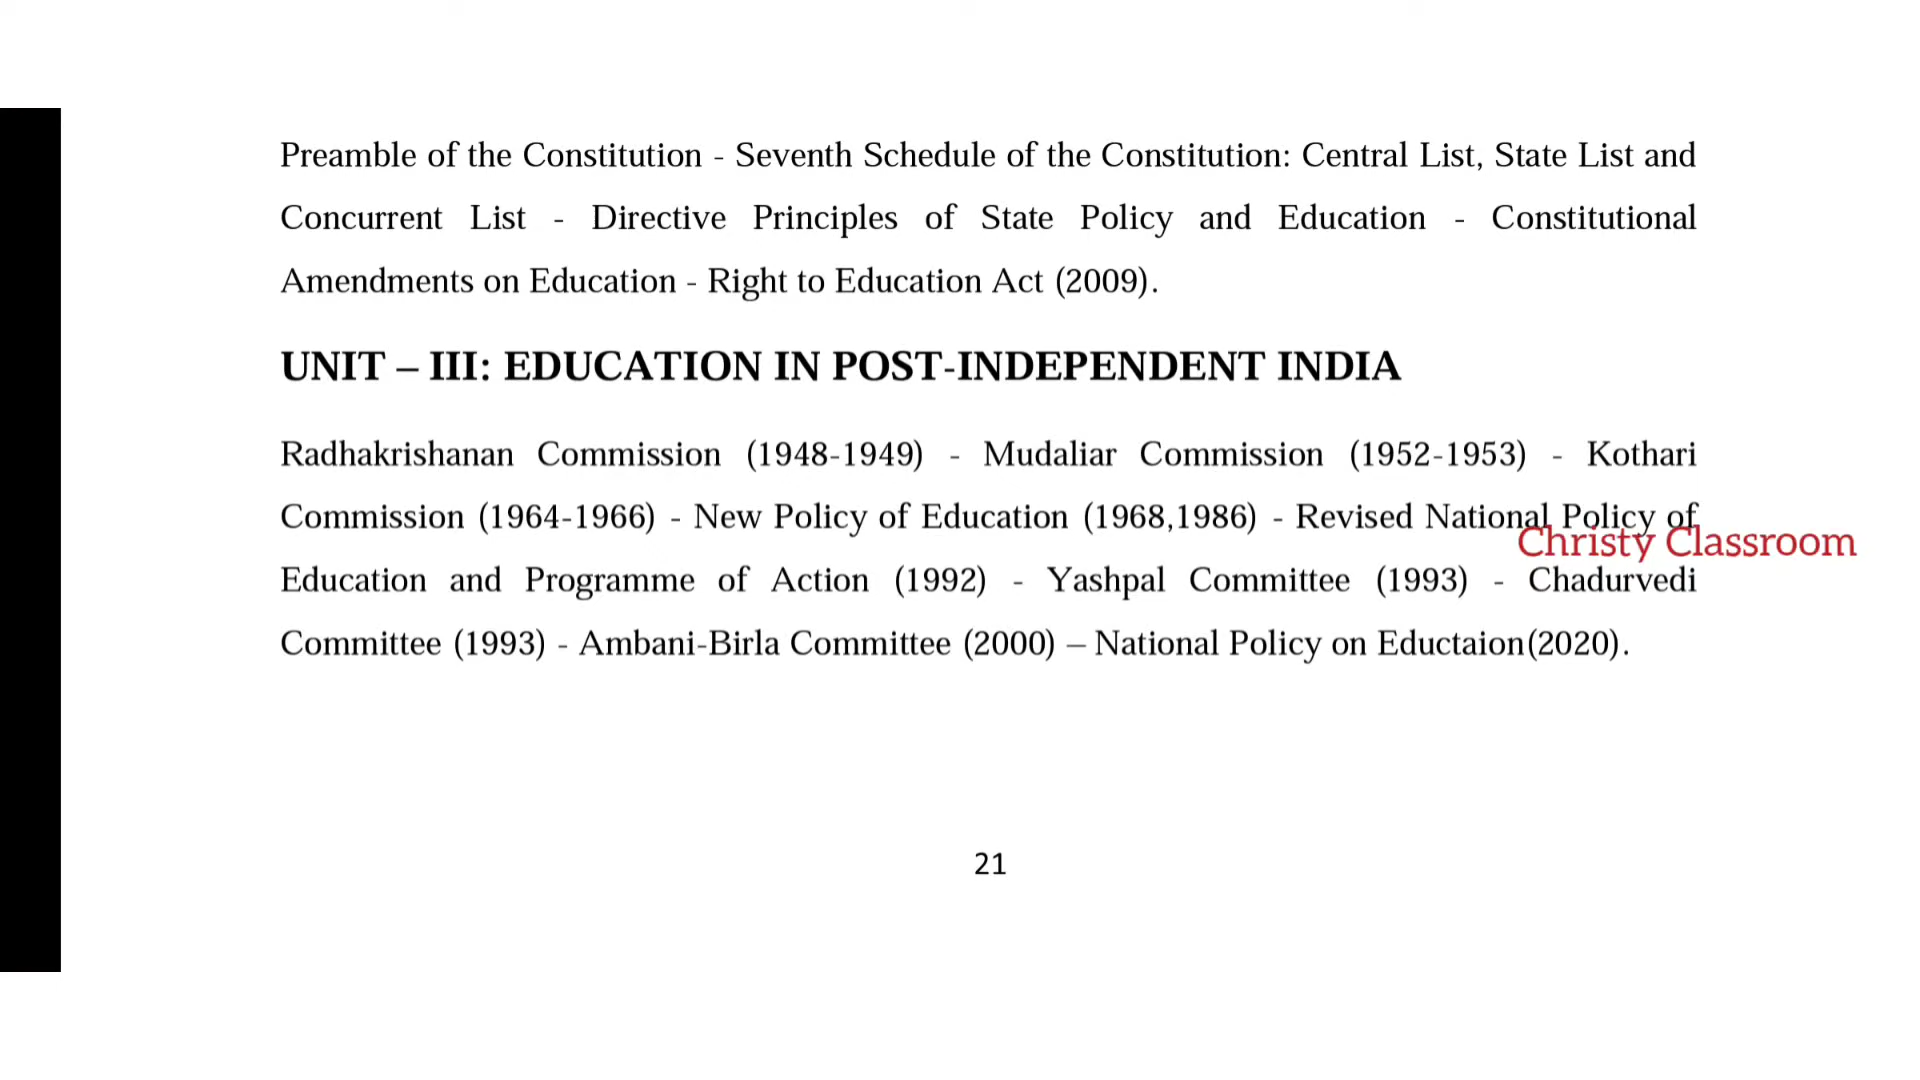 Preamble of the Constitution - Seventh Schedule of the Constitution: Central List, State List and
Concurrent List - Directive Principles of State Policy and Education - Constitutional
Amendments on Education - Right to Education Act (2009).
UNIT – III: EDUCATION IN POST-INDEPENDENT INDIA
Radhakrishanan Commission (1948-1949) - Mudaliar Commission (1952-1953) - Kothari
Commission (1964-1966) - New Policy of Education (1968,1986) - Revised National Policy of
Christy Classroom
Education and Programme of Action (1992) - Yashpal Committee (1993) - Chadurvedi
Committee (1993) - Ambani-Birla Committee (2000) – National Policy on Eductaion(2020).
21